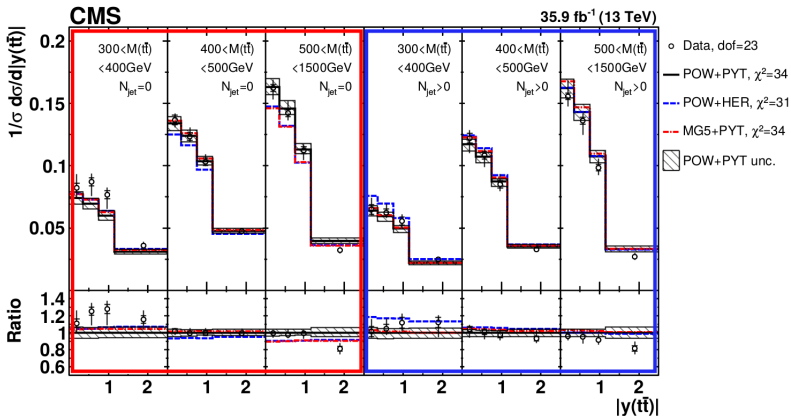 CMS 35.9 fb⁻¹ (13 TeV)
1/σ dσ/d|y(tt̄)|
0.2
0.15
0.1
0.05
300<M(tt̄)
<400GeV
N_jet=0
400<M(tt̄)
<500GeV
N_jet=0
500<M(tt̄)
<1500GeV
N_jet=0
300<M(tt̄)
<400GeV
N_jet>0
400<M(tt̄)
<500GeV
N_jet>0
500<M(tt̄)
<1500GeV
N_jet>0
Data, dof=23
POW+PYT, χ²=34
POW+HER, χ²=31
MG5+PYT, χ²=34
POW+PYT unc.
Ratio
1.4
1.2
1
0.8
0.6
1 2 1 2 1 2 1 2 1 2 1 2
|y(tt̄)|